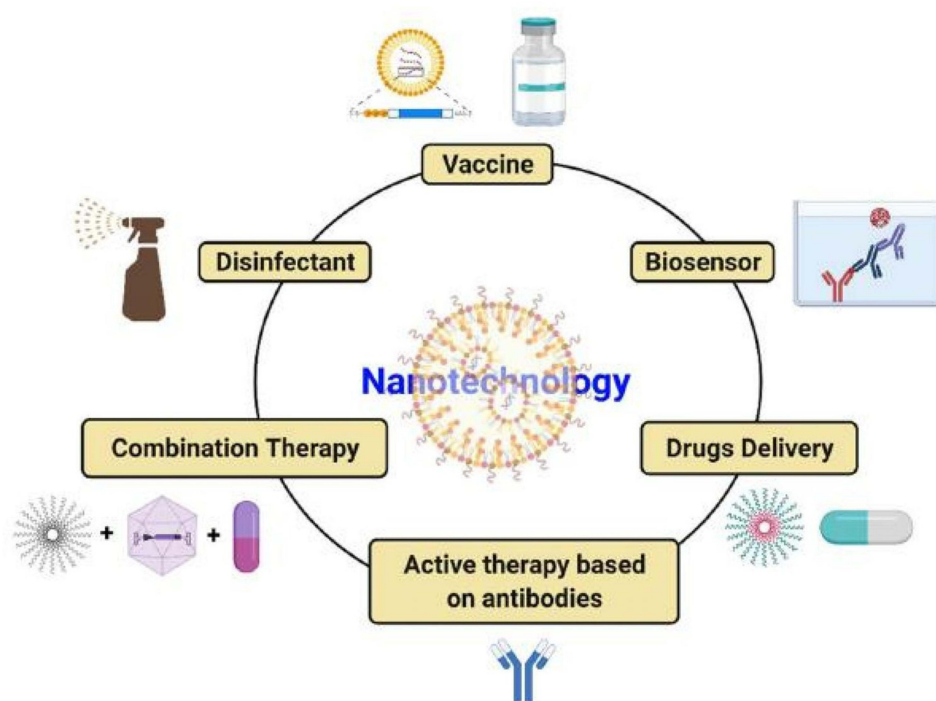 Vaccine
Disinfectant
Biosensor
Nanotechnology
Combination Therapy
Drugs Delivery
+
+
Active therapy based
on antibodies